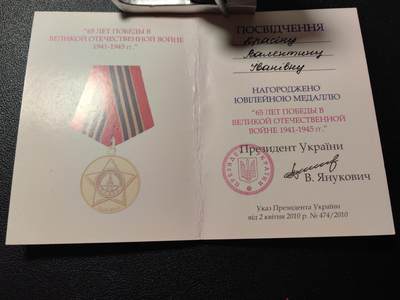 "65 ЛЕТ ПОБЕДЫ В
ВЕЛИКОЙ ОТЕЧЕСТВЕННОЙ ВОЙНЕ
1941-1945 гг."
ПОСВІДЧЕННЯ
Валентину
Іванівну
НАГОРОДЖЕНО
ЮВІЛЕЙНОЮ МЕДАЛЛЮ
"65 ЛЕТ ПОБЕДЫ В
ВЕЛИКОЙ ОТЕЧЕСТВЕННОЙ
ВОЙНЕ 1941-1945 гг."
Президент України
В. Янукович
Указ Президента України
від 2 квітня 2010 р. № 474/2010